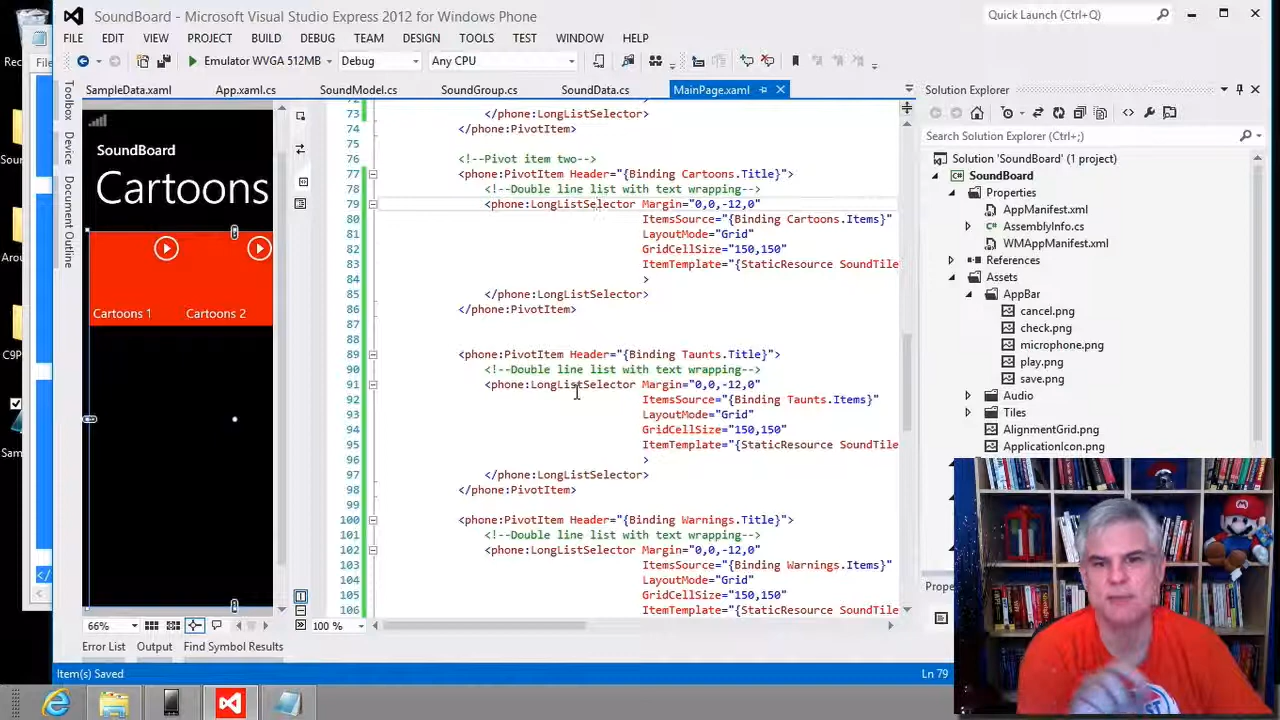 SoundBoard - Microsoft Visual Studio Express 2012 for Windows Phone
Quick Launch (Ctrl+Q)
FILE EDIT VIEW PROJECT BUILD DEBUG TEAM DESIGN TOOLS TEST WINDOW HELP
Emulator WVGA 512MB Debug Any CPU
SampleData.xaml App.xaml.cs SoundModel.cs SoundGroup.cs SoundData.cs MainPage.xaml
Toolbox
Device
Document Outline
SoundBoard
Cartoons
Cartoons 1 Cartoons 2
73 </phone:LongListSelector>
74 </phone:PivotItem>
75
76 <!--Pivot item two-->
77 <phone:PivotItem Header="{Binding Cartoons.Title}">
78 <!--Double line list with text wrapping-->
79 <phone:LongListSelector Margin="0,0,-12,0"
80 ItemsSource="{Binding Cartoons.Items}"
81 LayoutMode="Grid"
82 GridCellSize="150,150"
83 ItemTemplate="{StaticResource SoundTile
84 >
85 </phone:LongListSelector>
86 </phone:PivotItem>
87
88
89 <phone:PivotItem Header="{Binding Taunts.Title}">
90 <!--Double line list with text wrapping-->
91 <phone:LongListSelector Margin="0,0,-12,0"
92 ItemsSource="{Binding Taunts.Items}"
93 LayoutMode="Grid"
94 GridCellSize="150,150"
95 ItemTemplate="{StaticResource SoundTile
96 >
97 </phone:LongListSelector>
98 </phone:PivotItem>
99
100 <phone:PivotItem Header="{Binding Warnings.Title}">
101 <!--Double line list with text wrapping-->
102 <phone:LongListSelector Margin="0,0,-12,0"
103 ItemsSource="{Binding Warnings.Items}"
104 LayoutMode="Grid"
105 GridCellSize="150,150"
106 ItemTemplate="{StaticResource SoundTile
66% 100 %
Error List Output Find Symbol Results
Item(s) Saved
Ln 79
Solution Explorer
Search Solution Explorer (Ctrl+;)
Solution 'SoundBoard' (1 project)
SoundBoard
Properties
AppManifest.xml
AssemblyInfo.cs
WMAppManifest.xml
References
Assets
AppBar
cancel.png
check.png
microphone.png
play.png
save.png
Audio
Tiles
AlignmentGrid.png
ApplicationIcon.png
Prope
Rec
File
Sou
Arou
C9P
Sam
</